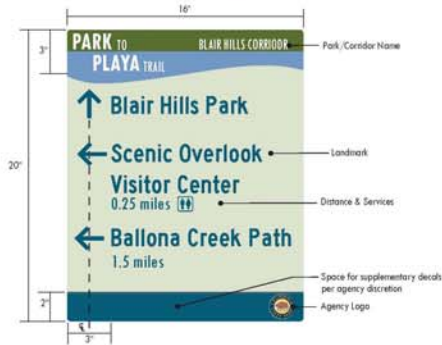 16"
PARK TO
BLAIR HILLS CORRIODR
Park/Corridor Name
3"
PLAYA TRAIL
Blair Hills Park
Scenic Overlook
Landmark
20"
Visitor Center
0.25 miles
Distance & Services
Ballona Creek Path
1.5 miles
Space for supplementary decals
per agency discretion
2"
Agency Logo
3"